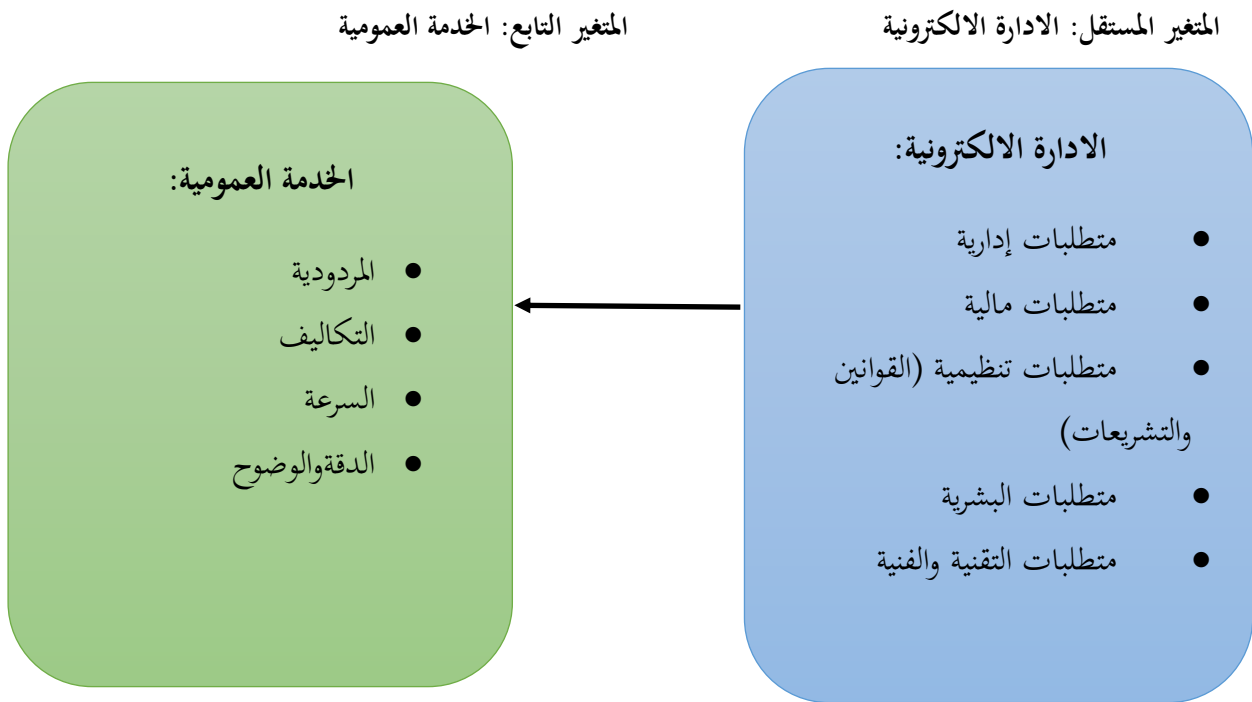 المتغير المستقل: الادارة الالكترونية
المتغير التابع: الخدمة العمومية
الادارة الالكترونية:
● متطلبات إدارية
● متطلبات مالية
● متطلبات تنظيمية (القوانين
والتشريعات)
● متطلبات البشرية
● متطلبات التقنية والفنية
الخدمة العمومية:
● المردودية
● التكاليف
● السرعة
● الدقةوالوضوح